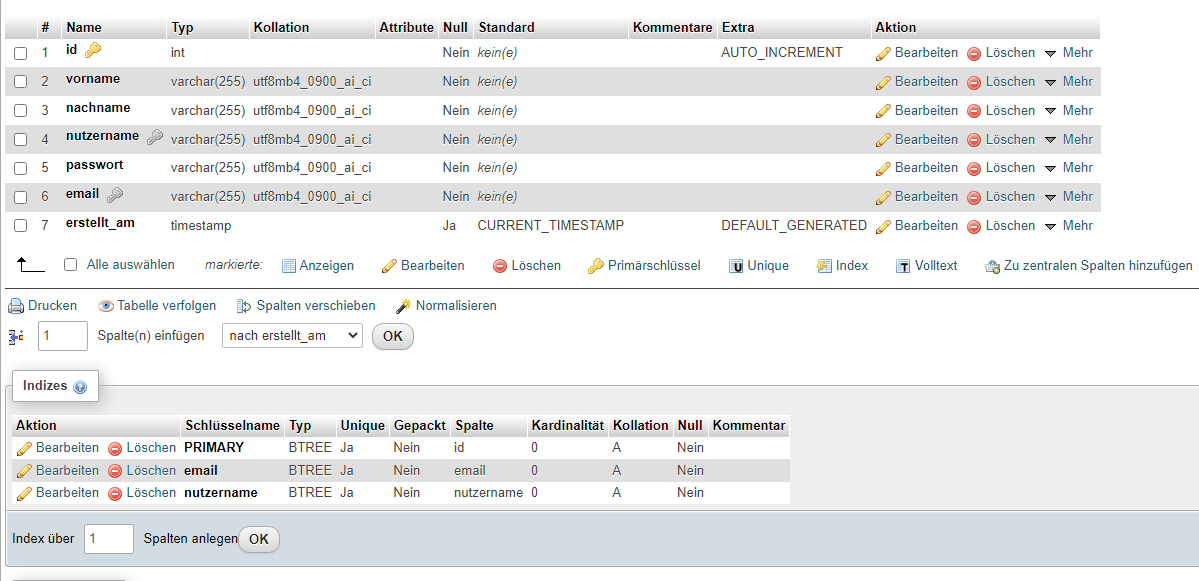 # Name Typ Kollation Attribute Null Standard Kommentare Extra Aktion
1 id int Nein kein(e) AUTO_INCREMENT Bearbeiten Löschen Mehr
2 vorname varchar(255) utf8mb4_0900_ai_ci Nein kein(e) Bearbeiten Löschen Mehr
3 nachname varchar(255) utf8mb4_0900_ai_ci Nein kein(e) Bearbeiten Löschen Mehr
4 nutzername varchar(255) utf8mb4_0900_ai_ci Nein kein(e) Bearbeiten Löschen Mehr
5 passwort varchar(255) utf8mb4_0900_ai_ci Nein kein(e) Bearbeiten Löschen Mehr
6 email varchar(255) utf8mb4_0900_ai_ci Nein kein(e) Bearbeiten Löschen Mehr
7 erstellt_am timestamp Ja CURRENT_TIMESTAMP DEFAULT_GENERATED Bearbeiten Löschen Mehr
Alle auswählen markierte: Anzeigen Bearbeiten Löschen Primärschlüssel U Unique Index T Volltext Zu zentralen Spalten hinzufügen
Drucken Tabelle verfolgen Spalten verschieben Normalisieren
1 Spalte(n) einfügen nach erstellt_am OK
Indizes ?
Aktion Schlüsselname Typ Unique Gepackt Spalte Kardinalität Kollation Null Kommentar
Bearbeiten Löschen PRIMARY BTREE Ja Nein id 0 A Nein
Bearbeiten Löschen email BTREE Ja Nein email 0 A Nein
Bearbeiten Löschen nutzername BTREE Ja Nein nutzername 0 A Nein
Index über 1 Spalten anlegen OK